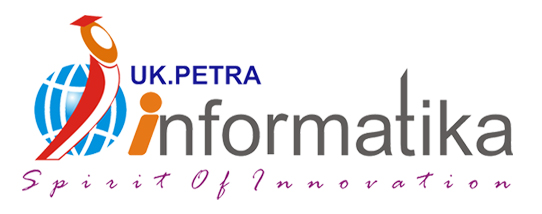 UK.PETRA
informatika
Spirit Of Innovation